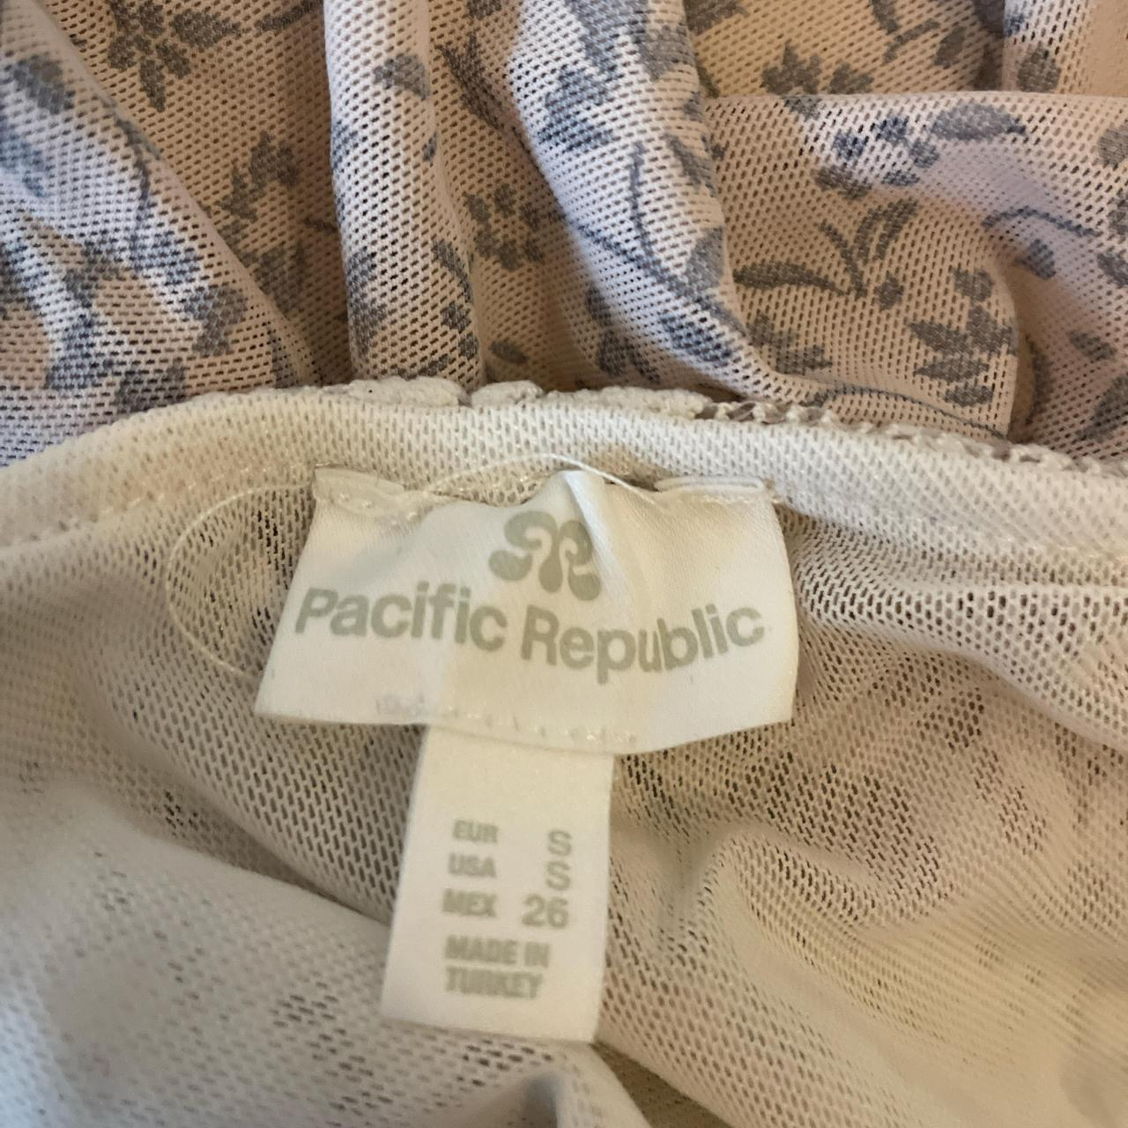 Pacific Republic
EUR S
USA S
MEX 26
MADE IN
TURKEY